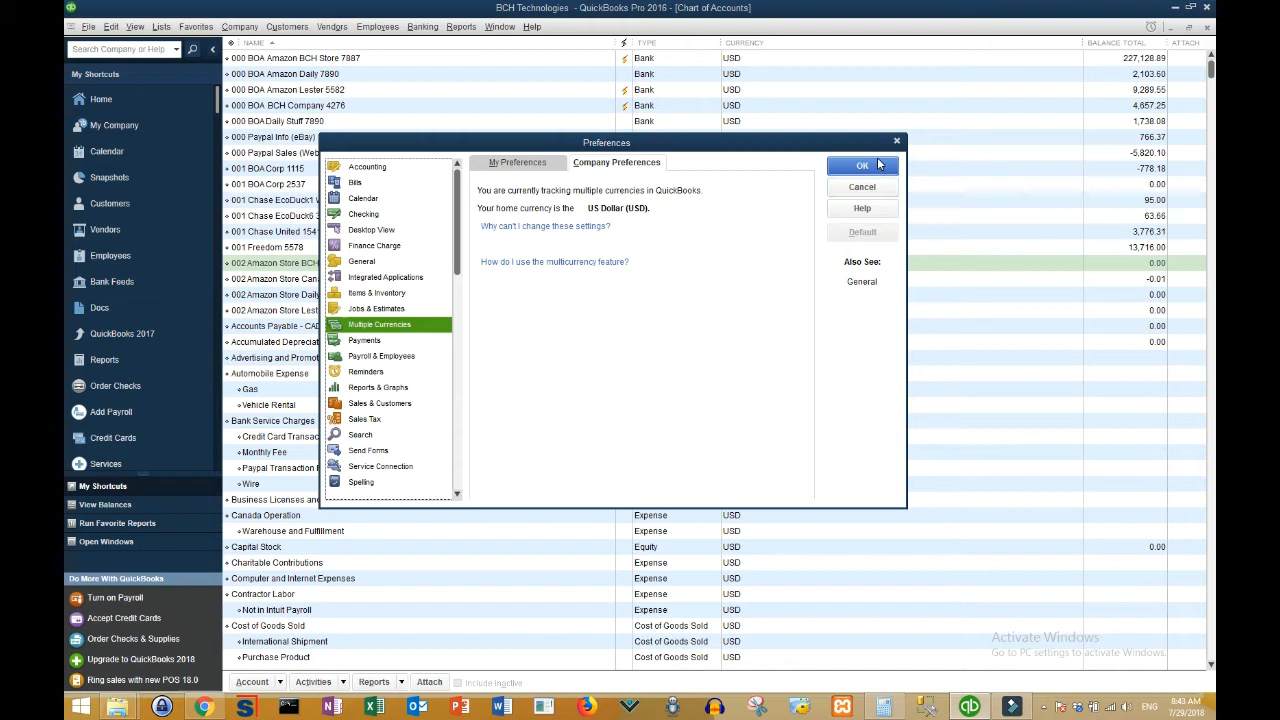 BCH Technologies - QuickBooks Pro 2016 - [Chart of Accounts]
File Edit View Lists Favorites Company Customers Vendors Employees Banking Reports Window Help
Search Company or Help
My Shortcuts
Home
My Company
Calendar
Snapshots
Customers
Vendors
Employees
Bank Feeds
Docs
QuickBooks 2017
Reports
Order Checks
Add Payroll
Credit Cards
Services
My Shortcuts
View Balances
Run Favorite Reports
Open Windows
Do More With QuickBooks
Turn on Payroll
Accept Credit Cards
Order Checks & Supplies
Upgrade to QuickBooks 2018
Ring sales with new POS 18.0
NAME TYPE CURRENCY BALANCE TOTAL ATTACH
000 BOA Amazon BCH Store 7887 Bank USD 227,128.89
000 BOA Amazon Daily 7890 Bank USD 2,103.60
000 BOA Amazon Lester 5582 Bank USD 9,289.55
000 BOA BCH Company 4276 Bank USD 4,657.25
000 BOA Daily Stuff 7890 Bank USD 1,738.08
000 Paypal Info (eBay) 766.37
000 Paypal Sales (Web -5,820.10
001 BOA Corp 1115 -778.18
001 BOA Corp 2537 0.00
001 Chase EcoDuck5 95.00
001 Chase EcoDuck6 3 63.66
001 Chase United 1541 3,776.31
001 Freedom 5578 13,716.00
002 Amazon Store BCH 0.00
002 Amazon Store Can -0.01
002 Amazon Store Daily 0.00
002 Amazon Store Les 0.00
Accounts Payable - CAD 0.00
Accumulated Depreciat 0.00
Advertising and Promot
Automobile Expense
Gas
Vehicle Rental
Bank Service Charges
Credit Card Transac
Monthly Fee
Paypal Transaction F
Wire
Business Licenses and
Canada Operation Expense USD
Warehouse and Fulfillment Expense USD
Capital Stock Equity USD 0.00
Charitable Contributions Expense USD
Computer and Internet Expenses Expense USD
Contractor Labor Expense USD
Not in Intuit Payroll Expense USD
Cost of Goods Sold Cost of Goods Sold USD
International Shipment Cost of Goods Sold USD
Purchase Product Cost of Goods Sold USD
Account Activities Reports Attach Include inactive
Preferences
Accounting
Bills
Calendar
Checking
Desktop View
Finance Charge
General
Integrated Applications
Items & Inventory
Jobs & Estimates
Multiple Currencies
Payments
Payroll & Employees
Reminders
Reports & Graphs
Sales & Customers
Sales Tax
Search
Send Forms
Service Connection
Spelling
My Preferences Company Preferences
You are currently tracking multiple currencies in QuickBooks.
Your home currency is the US Dollar (USD).
Why can't I change these settings?
How do I use the multicurrency feature?
OK
Cancel
Help
Default
Also See:
General
Activate Windows
Go to PC settings to activate Windows.
ENG
8:43 AM
7/29/2018